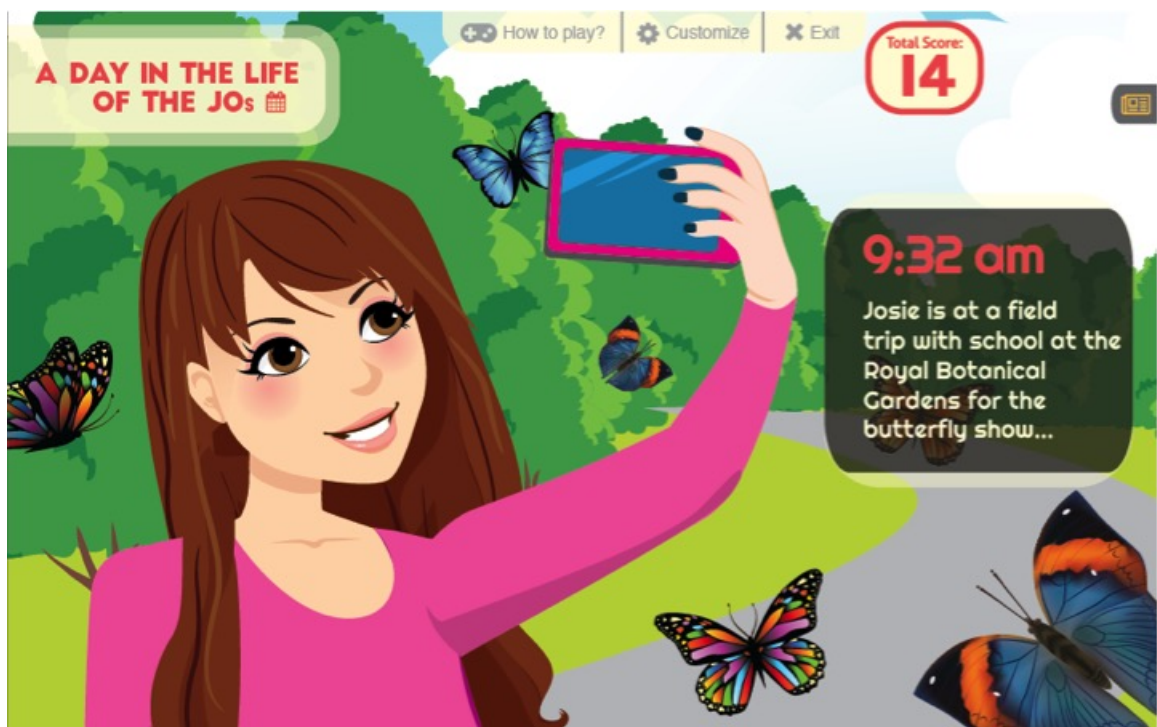 How to play?
Customize
Exit
A DAY IN THE LIFE
OF THE JOs
Total Score:
14
9:32 am
Josie is at a field
trip with school at the
Royal Botanical
Gardens for the
butterfly show...